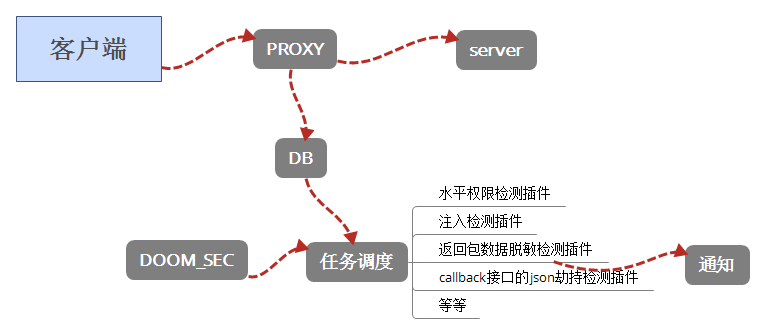 客户端
PROXY
server
DB
水平权限检测插件
注入检测插件
DOOM_SEC
任务调度
返回包数据脱敏检测插件
通知
callback接口的json劫持检测插件
等等